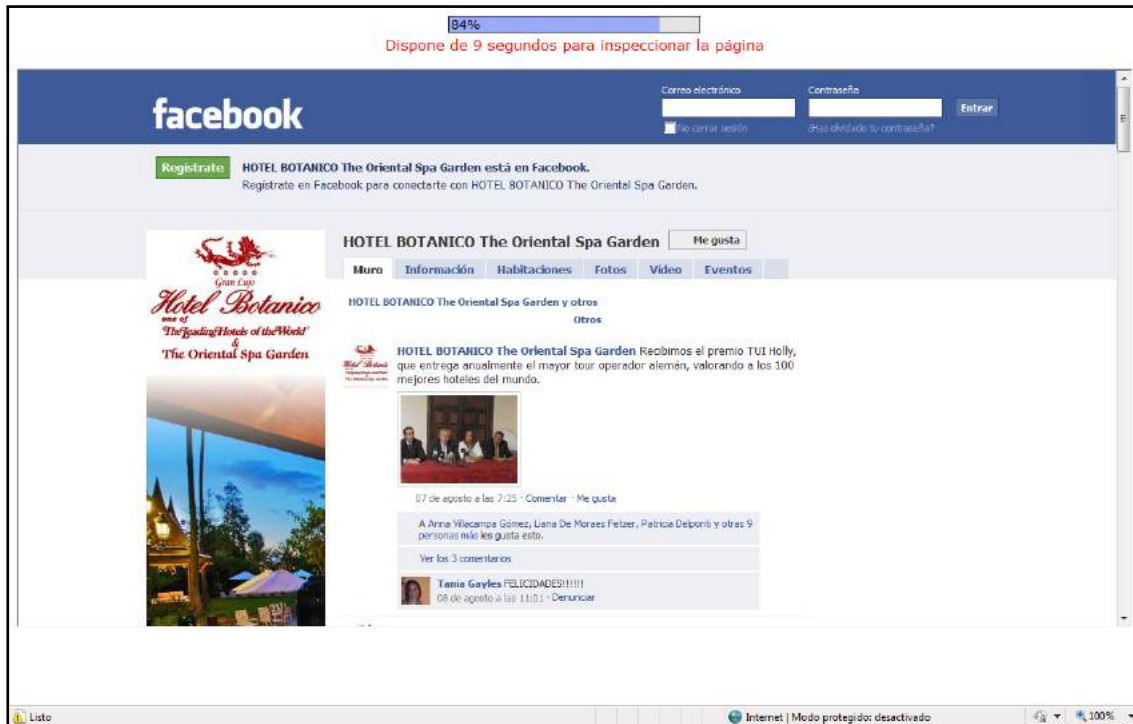 84%
Dispone de 9 segundos para inspeccionar la página
facebook
Correo electrónico
Contraseña
Entrar
No cerrar sesión
¿Has olvidado tu contraseña?
Regístrate
HOTEL BOTANICO The Oriental Spa Garden está en Facebook.
Regístrate en Facebook para conectarte con HOTEL BOTANICO The Oriental Spa Garden.
Gran Lujo
Hotel Botanico
one of
The Leading Hotels of the World
&
The Oriental Spa Garden
HOTEL BOTANICO The Oriental Spa Garden
Me gusta
Muro Información Habitaciones Fotos Vídeo Eventos
HOTEL BOTANICO The Oriental Spa Garden y otros
Otros
HOTEL BOTANICO The Oriental Spa Garden Recibimos el premio TUI Holly,
que entrega anualmente el mayor tour operador alemán, valorando a los 100
mejores hoteles del mundo.
07 de agosto a las 7:25 · Comentar · Me gusta
A Anna Vilacampa Gómez, Liana De Moraes Fetzer, Patricia Delponti y otras 9
personas más les gusta esto.
Ver los 3 comentarios
Tania Gayles FELICIDADES!!!!!!
08 de agosto a las 11:01 · Denunciar
Listo
Internet | Modo protegido: desactivado
100%